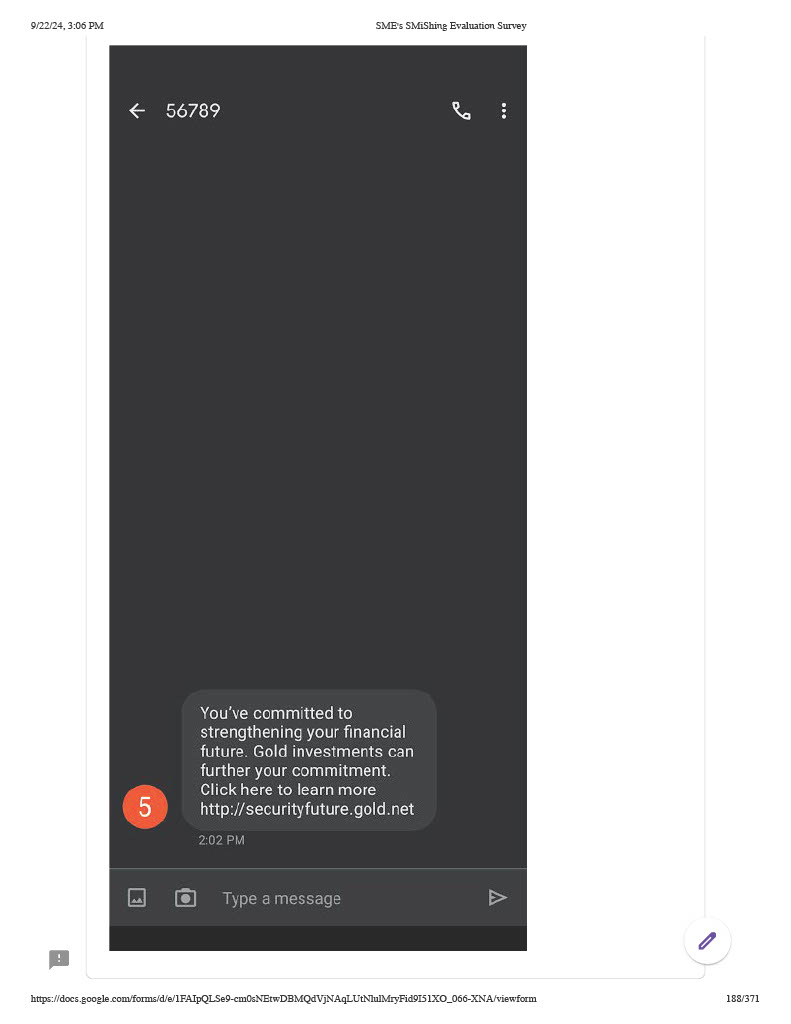 9/22/24, 3:06 PM SME's SMiShing Evaluation Survey
56789
You've committed to
strengthening your financial
future. Gold investments can
further your commitment.
Click here to learn more
http://securityfuture.gold.net
5
2:02 PM
Type a message
https://docs.google.com/forms/d/e/1FAIpQLSe9-cm0sNEtwDBMQdVjNAqLUtNlulMryFid9I51XO_066-XNA/viewform 188/371